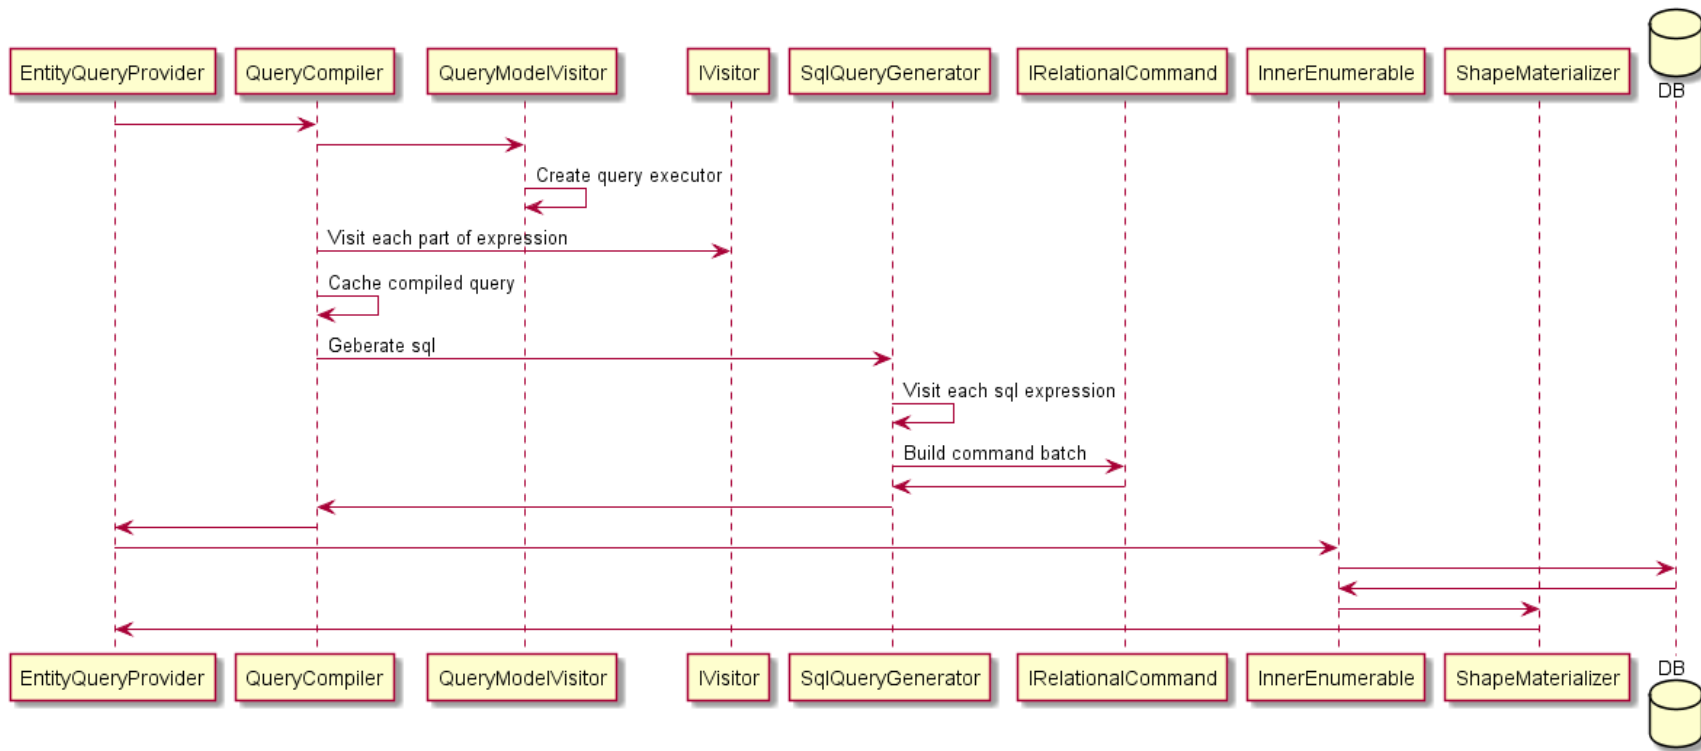 DB
EntityQueryProvider
QueryCompiler
QueryModelVisitor
IVisitor
SqlQueryGenerator
IRelationalCommand
InnerEnumerable
ShapeMaterializer
Create query executor
Visit each part of expression
Cache compiled query
Geberate sql
Visit each sql expression
Build command batch
EntityQueryProvider
QueryCompiler
QueryModelVisitor
IVisitor
SqlQueryGenerator
IRelationalCommand
InnerEnumerable
ShapeMaterializer
DB